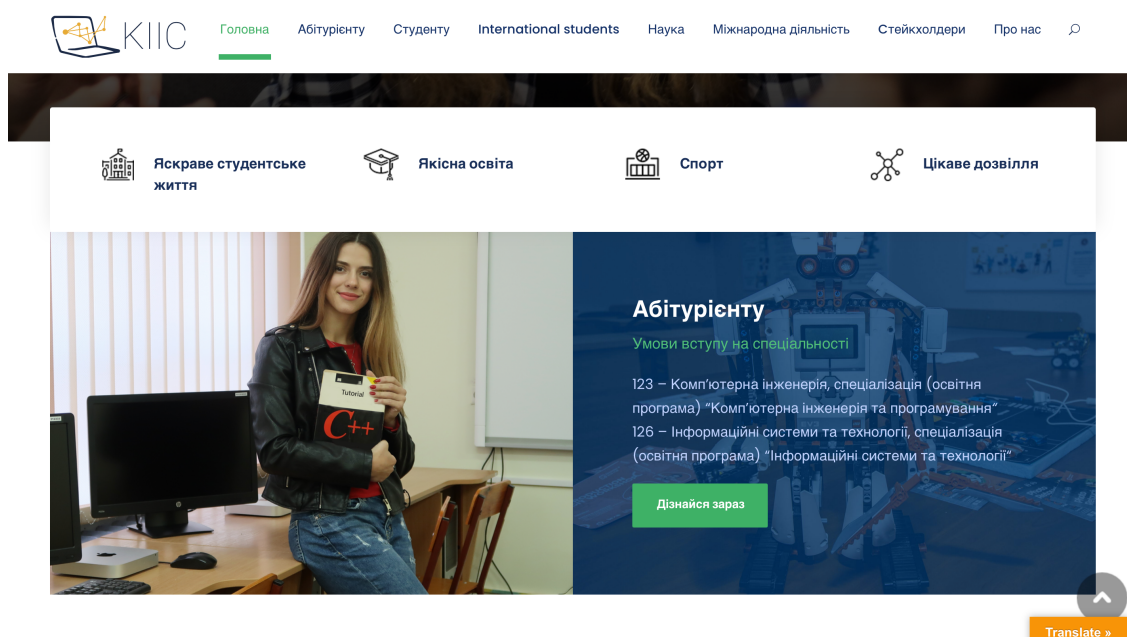 КІІС
Головна
Абітурієнту
Студенту
International students
Наука
Міжнародна діяльність
Стейкхолдери
Про нас
Яскраве студентське
життя
Якісна освіта
Спорт
Цікаве дозвілля
Tutorial
C++
Абітурієнту
Умови вступу на спеціальності
123 – Комп’ютерна інженерія, спеціалізація (освітня
програма) “Комп’ютерна інженерія та програмування”
126 – Інформаційні системи та технології, спеціалізація
(освітня програма) “Інформаційні системи та технології”
Дізнайся зараз
Translate »